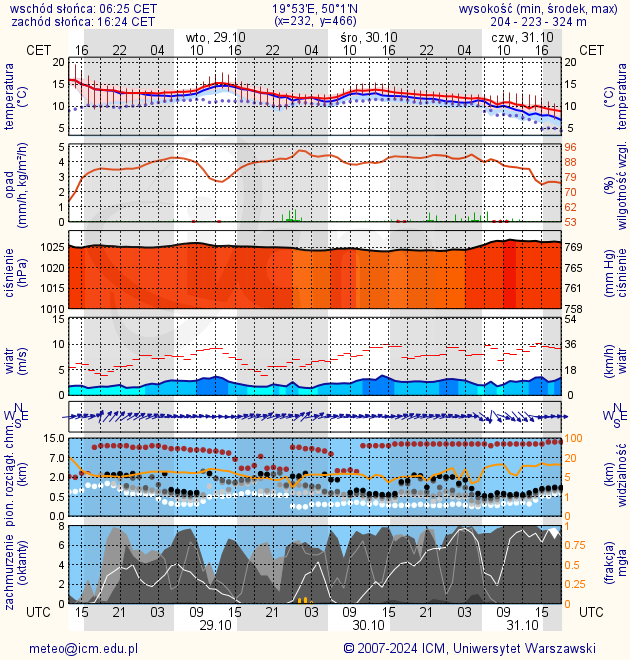 wschód słońca: 06:25 CET 19°53'E, 50°1'N wysokość (min, środek, max)
zachód słońca: 16:24 CET (x=232, y=466) 204 - 223 - 324 m
wto, 29.10 śro, 30.10 czw, 31.10
CET 16 22 04 10 16 22 04 10 16 22 04 10 16 CET
temperatura
(°C)
20 20
15 15
10 10
5 5
temperatura
(°C)
opad
(mm/h, kg/m²/h)
5 96
4 88
3 79
2 70
1 62
0 53
wilgotność wzgl.
(%)
ciśnienie
(hPa)
1025 769
1020 765
1015 761
1010 758
ciśnienie
(mm Hg)
wiatr
(m/s)
15 54
10 36
5 18
0 0
wiatr
(km/h)
N
W E
S
N
W E
S
pion. rozciągł. chm.
(km)
15.0 100
7.0 20
2.0 5
0.5 1
0.0 0
widzialność
(km)
zachmurzenie
(oktanty)
8 1
6 0.75
4 0.5
2 0.25
0 0
mgła
(frakcja)
UTC 15 21 03 09 15 21 03 09 15 21 03 09 15 UTC
29.10 30.10 31.10
meteo@icm.edu.pl © 2007-2024 ICM, Uniwersytet Warszawski